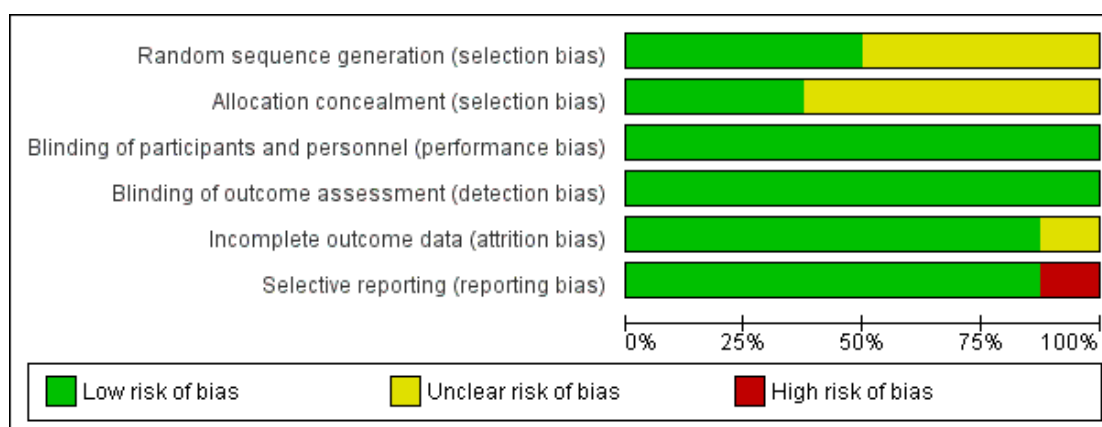 Random sequence generation (selection bias)
Allocation concealment (selection bias)
Blinding of participants and personnel (performance bias)
Blinding of outcome assessment (detection bias)
Incomplete outcome data (attrition bias)
Selective reporting (reporting bias)
0% 25% 50% 75% 100%
Low risk of bias Unclear risk of bias High risk of bias